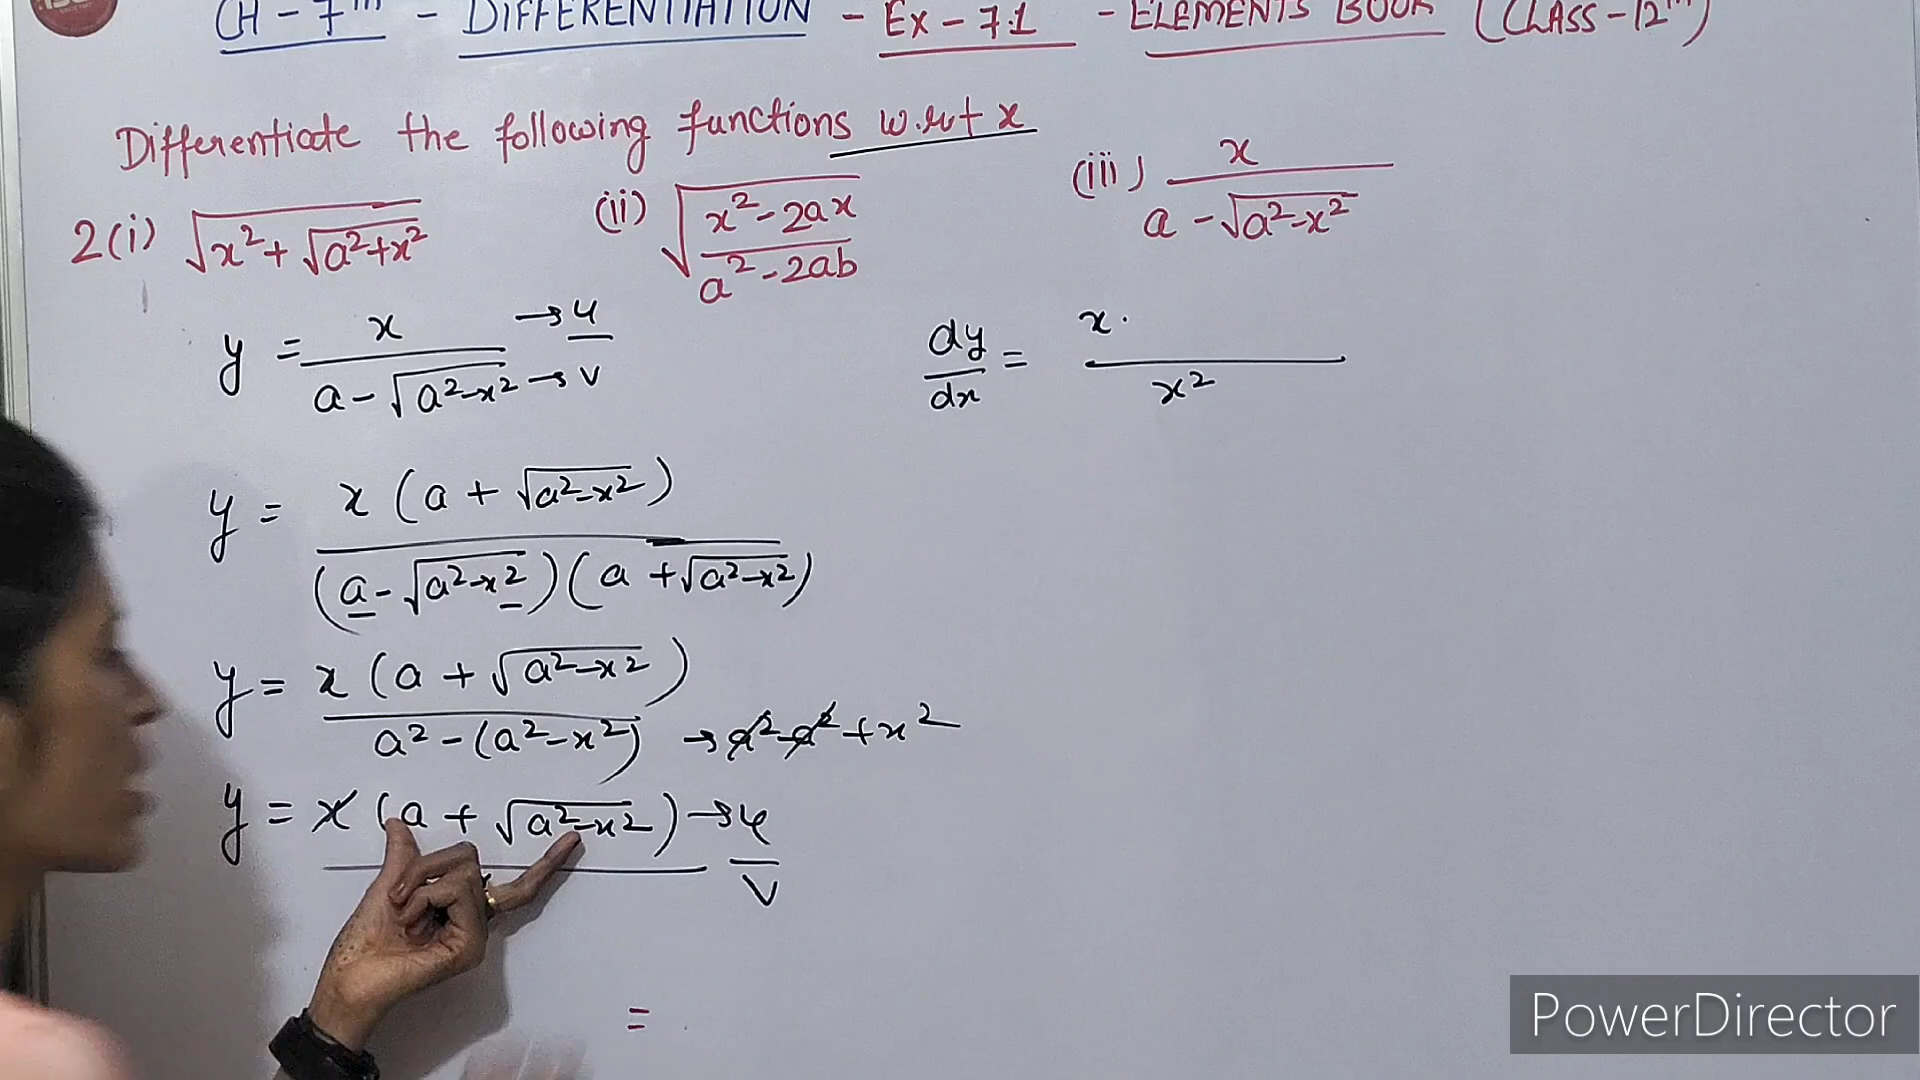 CH - 7th - DIFFERENTIATION - Ex - 7.1 - ELEMENTS BOOK (CLASS - 12th)
Differentiate the following functions w.r.t x
2(i) √(x² + √(a²+x²)) (ii) √((x²-2ax)/(a²-2ab)) (iii) x/(a - √(a²-x²))
y = x/(a - √(a²-x²)) → u/v
dy/dx = x. / x²
y = x(a + √(a²-x²)) / (a - √(a²-x²))(a + √(a²-x²))
y = x(a + √(a²-x²)) / a² - (a²-x²) → a² - a² + x²
y = x(a + √(a²-x²)) → u/v
=
PowerDirector